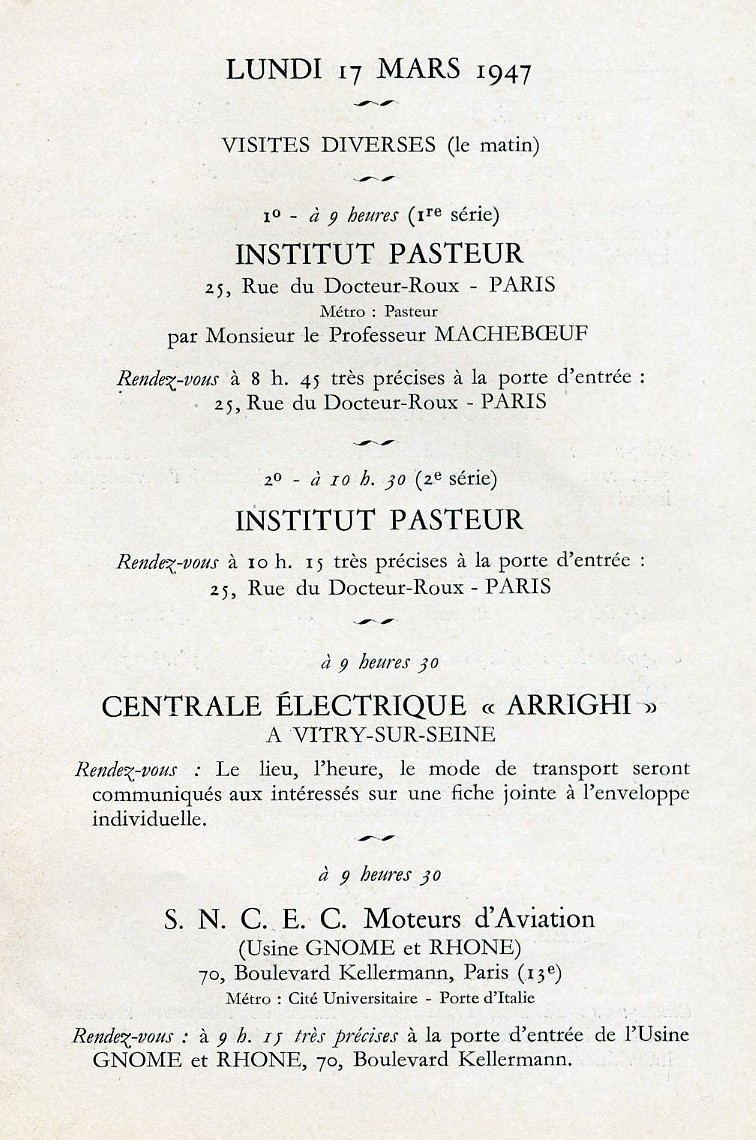 LUNDI 17 MARS 1947
VISITES DIVERSES (le matin)
1º - à 9 heures (1re série)
INSTITUT PASTEUR
25, Rue du Docteur-Roux - PARIS
Métro : Pasteur
par Monsieur le Professeur MACHEBŒUF
Rendez-vous à 8 h. 45 très précises à la porte d'entrée :
25, Rue du Docteur-Roux - PARIS
2º - à 10 h. 30 (2e série)
INSTITUT PASTEUR
Rendez-vous à 10 h. 15 très précises à la porte d'entrée :
25, Rue du Docteur-Roux - PARIS
à 9 heures 30
CENTRALE ÉLECTRIQUE « ARRIGHI »
A VITRY-SUR-SEINE
Rendez-vous : Le lieu, l'heure, le mode de transport seront
communiqués aux intéressés sur une fiche jointe à l'enveloppe
individuelle.
à 9 heures 30
S. N. C. E. C. Moteurs d'Aviation
(Usine GNOME et RHONE)
70, Boulevard Kellermann, Paris (13e)
Métro : Cité Universitaire - Porte d'Italie
Rendez-vous : à 9 h. 15 très précises à la porte d'entrée de l'Usine
GNOME et RHONE, 70, Boulevard Kellermann.